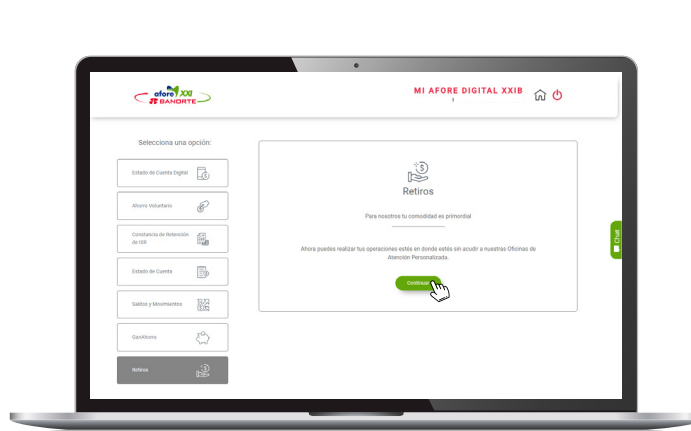 afore XXI
BANORTE
MI AFORE DIGITAL XXIB
Selecciona una opción:
Estado de Cuenta Digital
Ahorro Voluntario
Constancia de Retención
de ISR
Estado de Cuenta
Saldos y Movimientos
GanAhorro
Retiros
Retiros
Para nosotros tu comodidad es primordial
Ahora puedes realizar tus operaciones estés en donde estés sin acudir a nuestras Oficinas de
Atención Personalizada.
Continuar
Chat